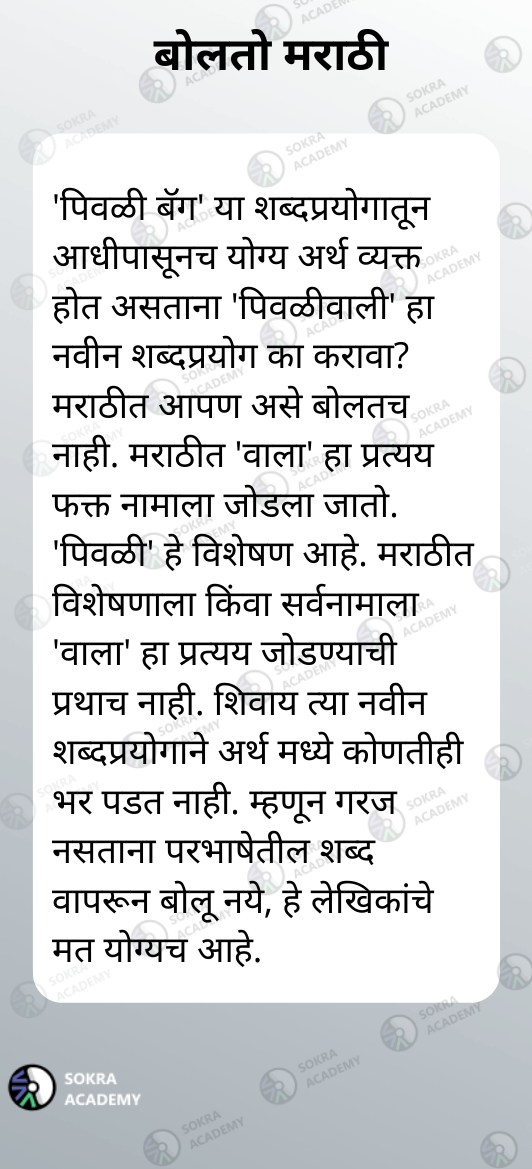 बोलतो मराठी
'पिवळी बॅग' या शब्दप्रयोगातून
आधीपासूनच योग्य अर्थ व्यक्त
होत असताना 'पिवळीवाली' हा
नवीन शब्दप्रयोग का करावा?
मराठीत आपण असे बोलतच
नाही. मराठीत 'वाला' हा प्रत्यय
फक्त नामाला जोडला जातो.
'पिवळी' हे विशेषण आहे. मराठीत
विशेषणाला किंवा सर्वनामाला
'वाला' हा प्रत्यय जोडण्याची
प्रथाच नाही. शिवाय त्या नवीन
शब्दप्रयोगाने अर्थ मध्ये कोणतीही
भर पडत नाही. म्हणून गरज
नसताना परभाषेतील शब्द
वापरून बोलू नये, हे लेखिकांचे
मत योग्यच आहे.
SOKRA
ACADEMY